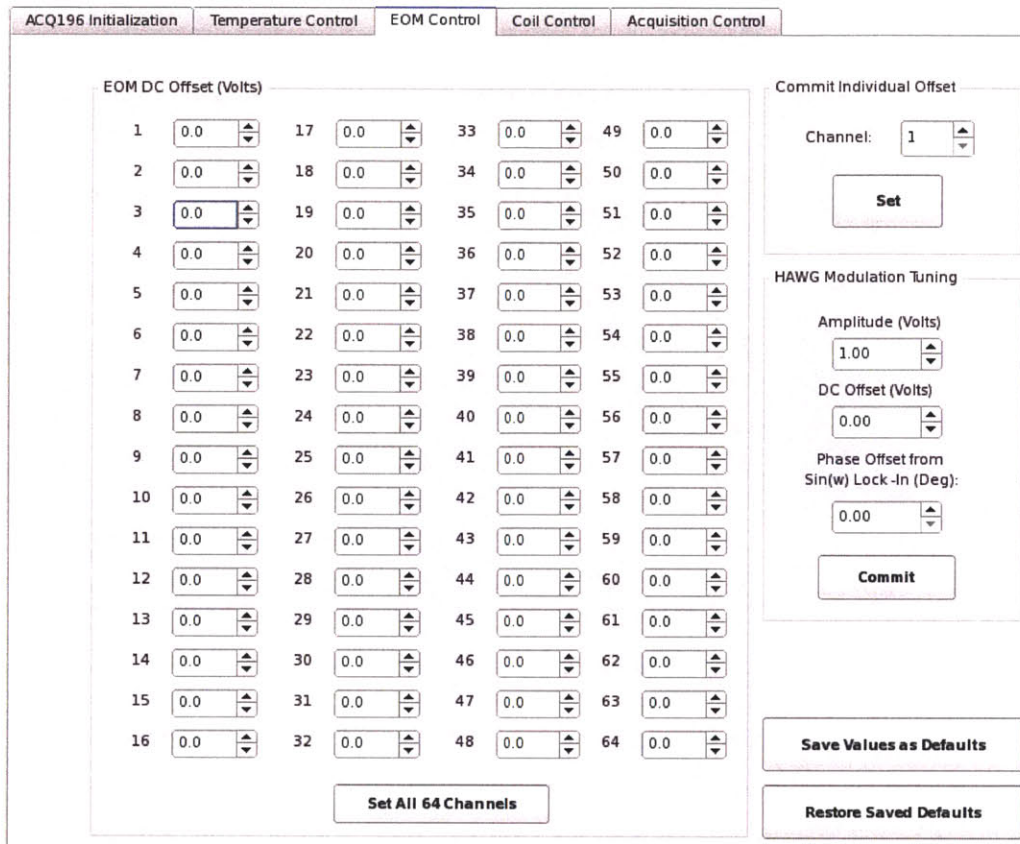 ACQ196 Initialization Temperature Control EOM Control Coil Control Acquisition Control
EOM DC Offset (Volts)
1 0.0 17 0.0 33 0.0 49 0.0
2 0.0 18 0.0 34 0.0 50 0.0
3 0.0 19 0.0 35 0.0 51 0.0
4 0.0 20 0.0 36 0.0 52 0.0
5 0.0 21 0.0 37 0.0 53 0.0
6 0.0 22 0.0 38 0.0 54 0.0
7 0.0 23 0.0 39 0.0 55 0.0
8 0.0 24 0.0 40 0.0 56 0.0
9 0.0 25 0.0 41 0.0 57 0.0
10 0.0 26 0.0 42 0.0 58 0.0
11 0.0 27 0.0 43 0.0 59 0.0
12 0.0 28 0.0 44 0.0 60 0.0
13 0.0 29 0.0 45 0.0 61 0.0
14 0.0 30 0.0 46 0.0 62 0.0
15 0.0 31 0.0 47 0.0 63 0.0
16 0.0 32 0.0 48 0.0 64 0.0
Set All 64 Channels
Commit Individual Offset
Channel: 1
Set
HAWG Modulation Tuning
Amplitude (Volts)
1.00
DC Offset (Volts)
0.00
Phase Offset from
Sin(w) Lock-In (Deg):
0.00
Commit
Save Values as Defaults
Restore Saved Defaults